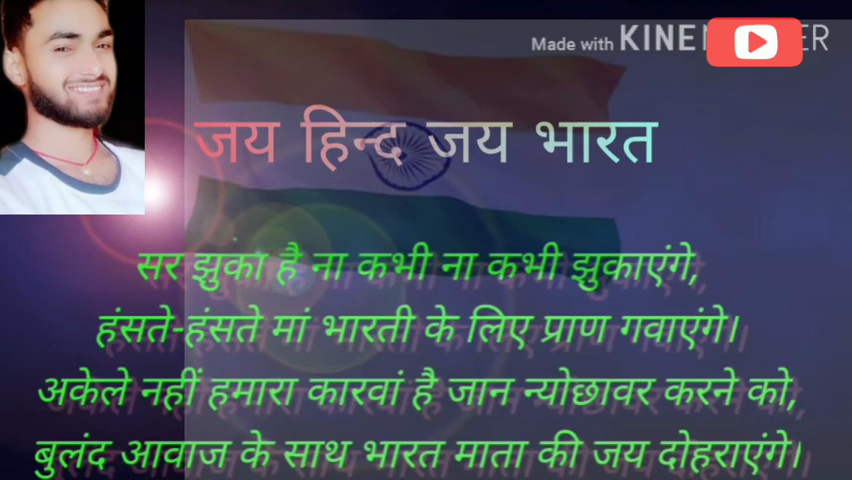 Made with KINE ER
जय हिन्द जय भारत
सर झुका है ना कभी ना कभी झुकाएंगे,
हंसते-हंसते मां भारती के लिए प्राण गवाएंगे।
अकेले नहीं हमारा कारवां है जान न्योछावर करने को,
बुलंद आवाज के साथ भारत माता की जय दोहराएंगे।